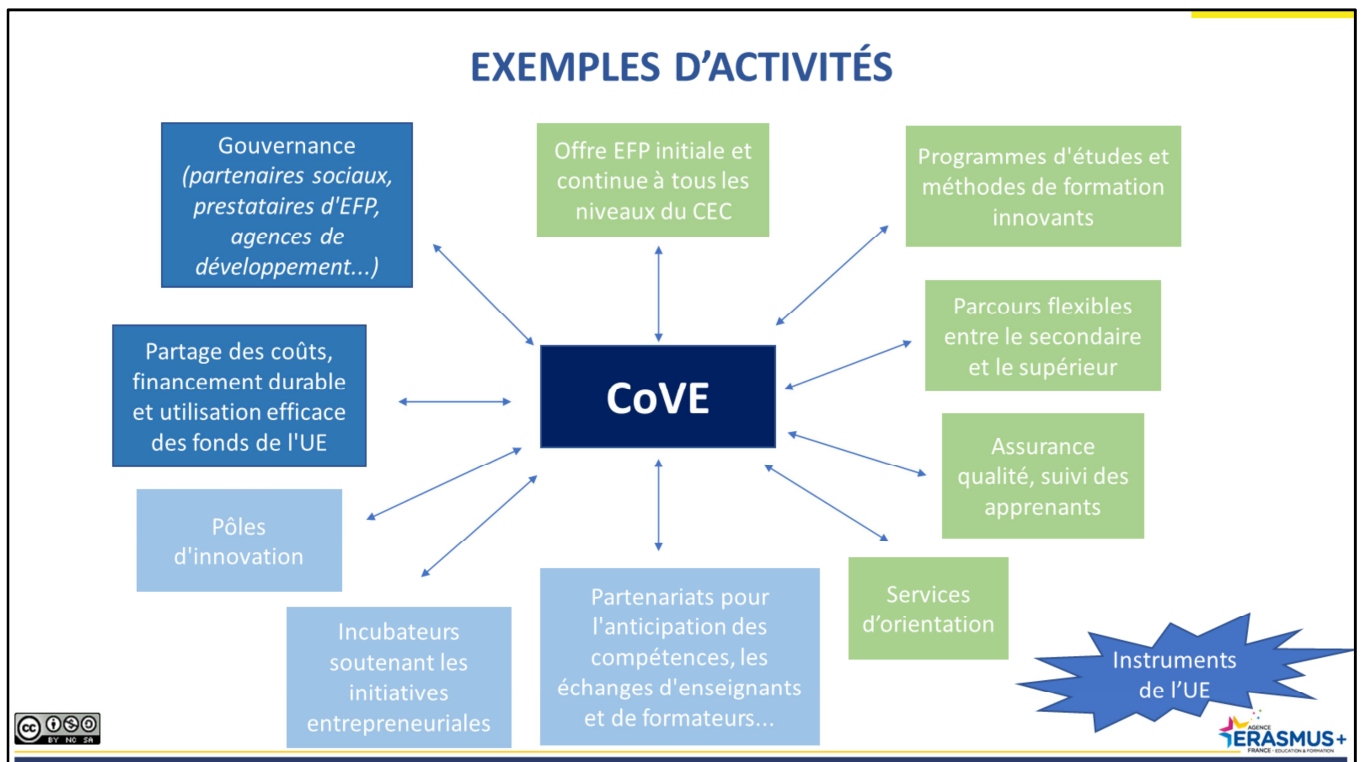 EXEMPLES D'ACTIVITÉS
Gouvernance
(partenaires sociaux,
prestataires d'EFP,
agences de
développement...)
Offre EFP initiale et
continue à tous les
niveaux du CEC
Programmes d'études et
méthodes de formation
innovants
Partage des coûts,
financement durable
et utilisation efficace
des fonds de l'UE
CoVE
Parcours flexibles
entre le secondaire
et le supérieur
Assurance
qualité, suivi des
apprenants
Pôles
d'innovation
Incubateurs
soutenant les
initiatives
entrepreneuriales
Partenariats pour
l'anticipation des
compétences, les
échanges d'enseignants
et de formateurs...
Services
d’orientation
Instruments
de l’UE
cc
BY NC SA
AGENCE
ERASMUS+
FRANCE - EDUCATION & FORMATION